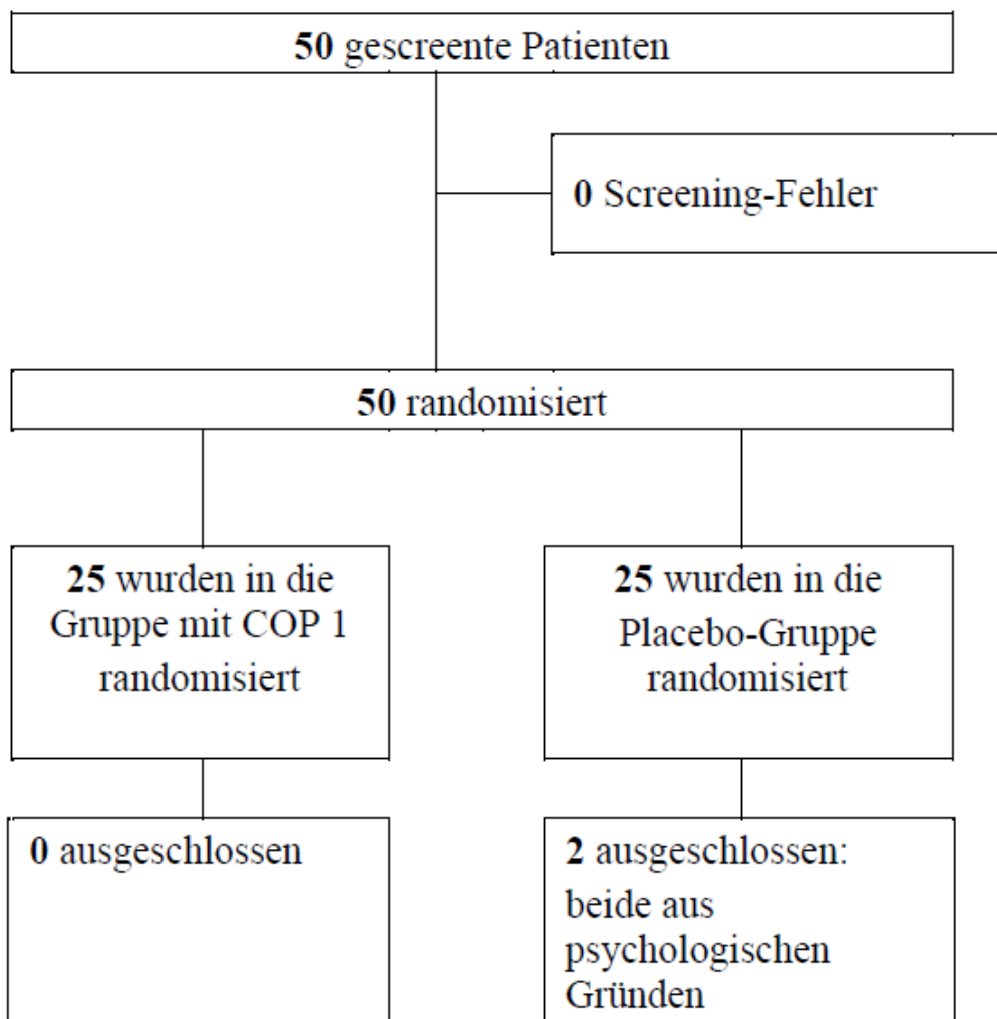 50 gescreente Patienten
0 Screening-Fehler
50 randomisiert
25 wurden in die
Gruppe mit COP 1
randomisiert
25 wurden in die
Placebo-Gruppe
randomisiert
0 ausgeschlossen
2 ausgeschlossen:
beide aus
psychologischen
Gründen